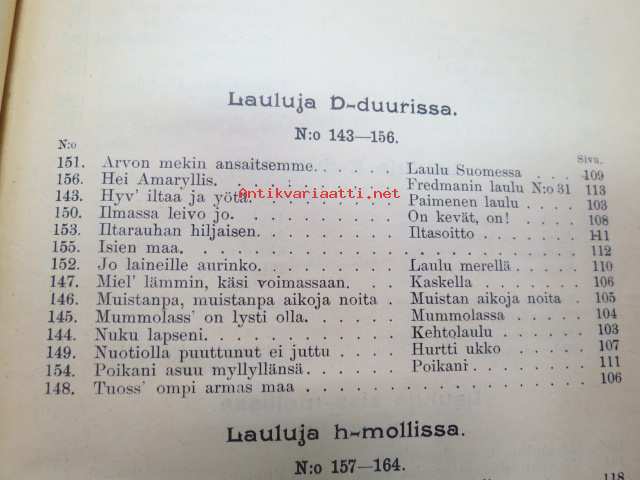 Lauluja D-duurissa.
N:o 143—156.
N:o Sivu.
151. Arvon mekin ansaitsemme. . . . . . Laulu Suomessa . . . 109
156. Hei Amaryllis. . . . . . . . . . . Fredmanin laulu N:o 31 113
143. Hyv' iltaa ja yötä. . . . . . . . . Paimenen laulu . . . . 103
antikvariaatti.net
150. Ilmassa leivo jo. . . . . . . . . . On kevät, on! . . . . 108
153. Iltarauhan hiljaisen. . . . . . . . Iltasoitto . . . . . . 111
155. Isien maa. . . . . . . . . . . . . . . . . . . . . 112
152. Jo laineille aurinko. . . . . . . . Laulu merellä . . . . 110
147. Miel' lämmin, käsi voimassaan. . . . Kaskella . . . . . . 106
146. Muistanpa, muistanpa aikoja noita . Muistan aikoja noita . 105
145. Mummolass' on lysti olla. . . . . . Mummolassa . . . . . 104
144. Nuku lapseni. . . . . . . . . . . . Kehtolaulu . . . . . 103
149. Nuotiolla puuttunut ei juttu . . . . Hurtti ukko . . . . . 107
154. Poikani asuu myllyllänsä . . . . . . Poikani . . . . . . . 111
148. Tuoss' ompi armas maa . . . . . . . . . . . . . . . 106
Lauluja h-mollissa.
N:o 157—164.
118